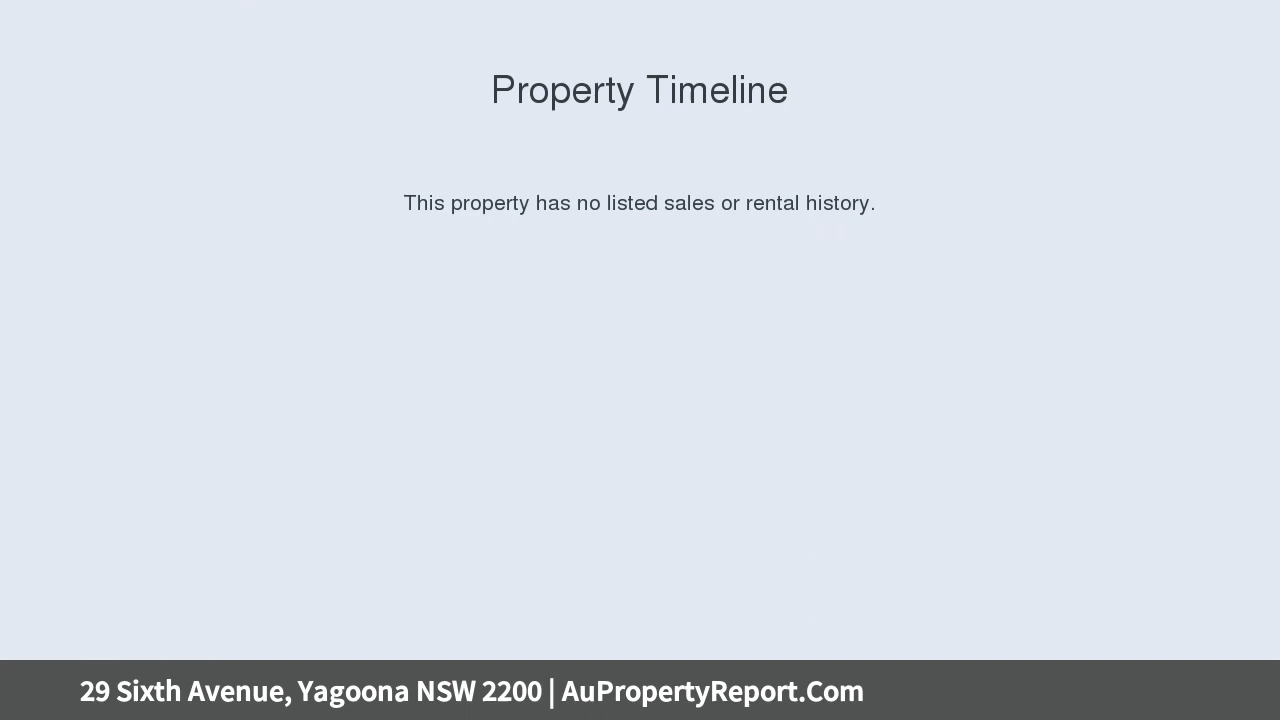 Property Timeline
This property has no listed sales or rental history.
29 Sixth Avenue, Yagoona NSW 2200 | AuPropertyReport.Com